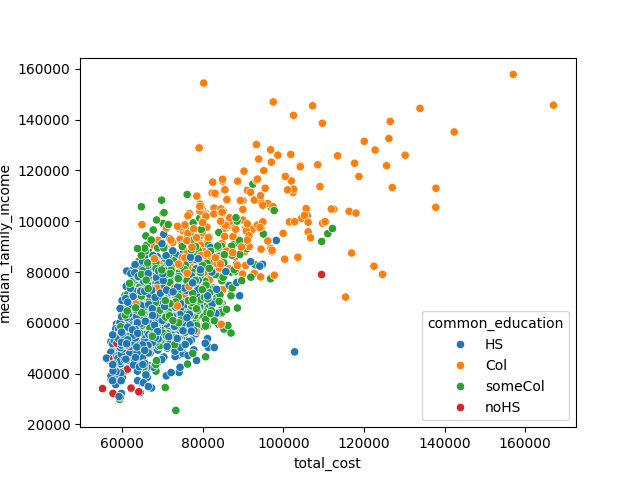 160000
140000
120000
100000
80000
60000
40000
20000
median_family_income
60000 80000 100000 120000 140000 160000
total_cost
common_education
HS
Col
someCol
noHS